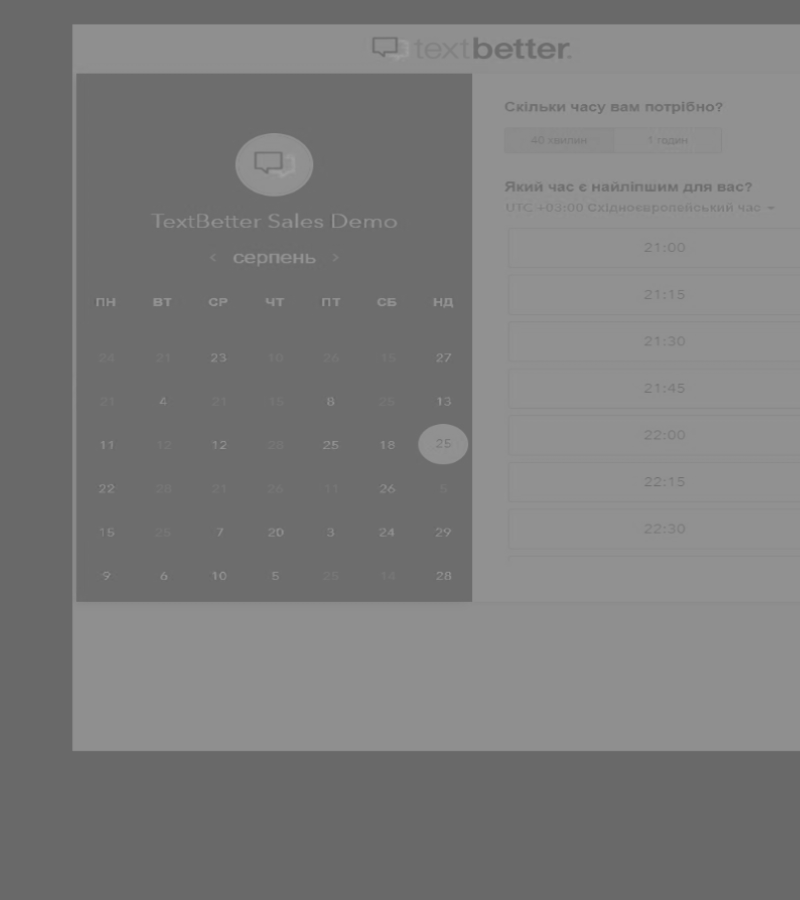 textbetter.
TextBetter Sales Demo
< серпень >
ПН ВТ СР ЧТ ПТ СБ НД
24 21 23 10 26 15 27
21 4 21 15 8 25 13
11 12 12 26 25 18 25
22 28 21 26 11 26 5
15 25 7 20 3 24 29
9 6 10 5 25 14 28
Скільки часу вам потрібно?
40 хвилин 1 годин
Який час є найліпшим для вас?
UTC +03:00 Східноєвропейський час
21:00
21:15
21:30
21:45
22:00
22:15
22:30